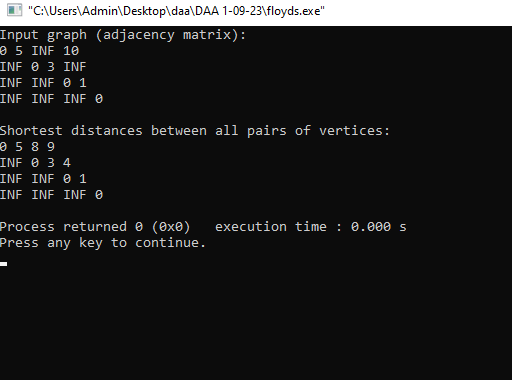 "C:\Users\Admin\Desktop\daa\DAA 1-09-23\floyds.exe"
Input graph (adjacency matrix):
0 5 INF 10
INF 0 3 INF
INF INF 0 1
INF INF INF 0
Shortest distances between all pairs of vertices:
0 5 8 9
INF 0 3 4
INF INF 0 1
INF INF INF 0
Process returned 0 (0x0)   execution time : 0.000 s
Press any key to continue.